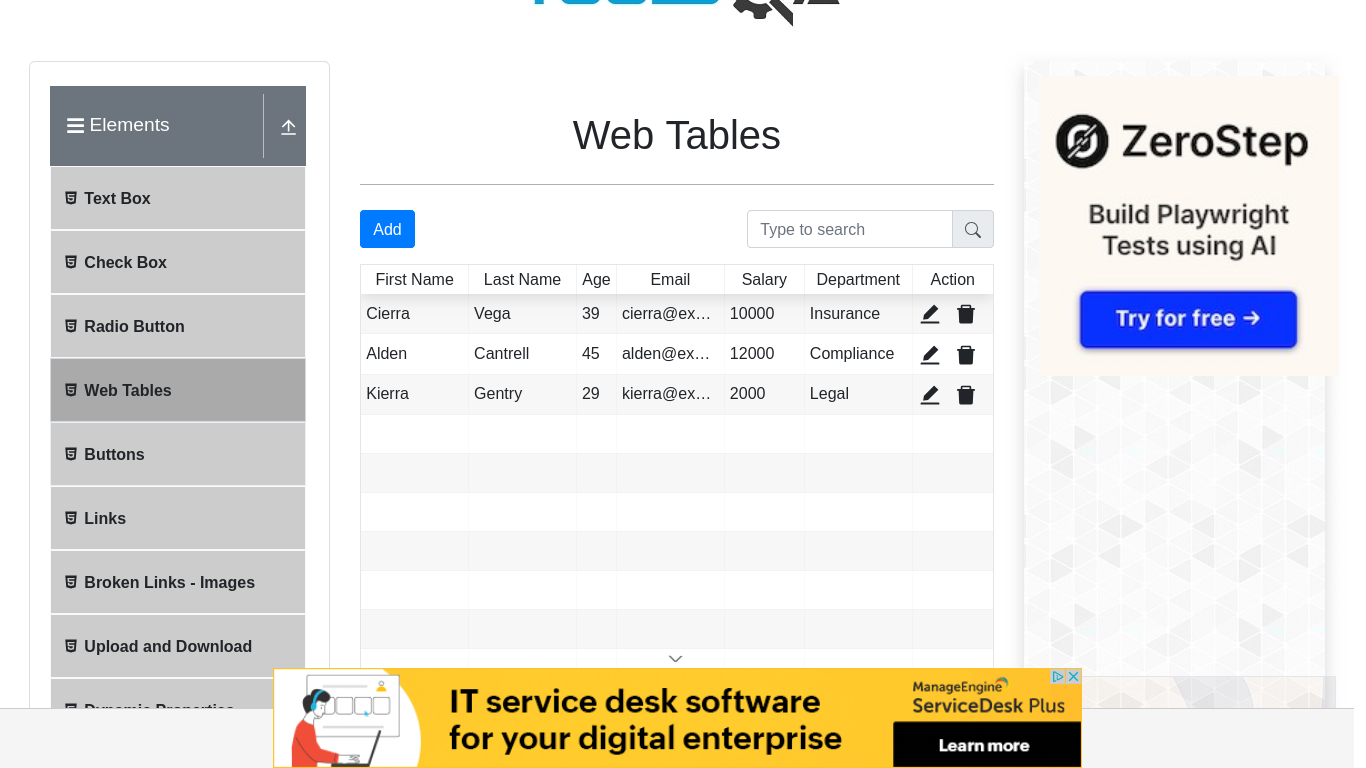 Elements
Text Box
Check Box
Radio Button
Web Tables
Buttons
Links
Broken Links - Images
Upload and Download
Web Tables
Add
Type to search
First Name Last Name Age Email Salary Department Action
Cierra Vega 39 cierra@ex… 10000 Insurance
Alden Cantrell 45 alden@ex… 12000 Compliance
Kierra Gentry 29 kierra@ex… 2000 Legal
ZeroStep
Build Playwright
Tests using AI
Try for free →
IT service desk software
for your digital enterprise
ManageEngine
ServiceDesk Plus
Learn more